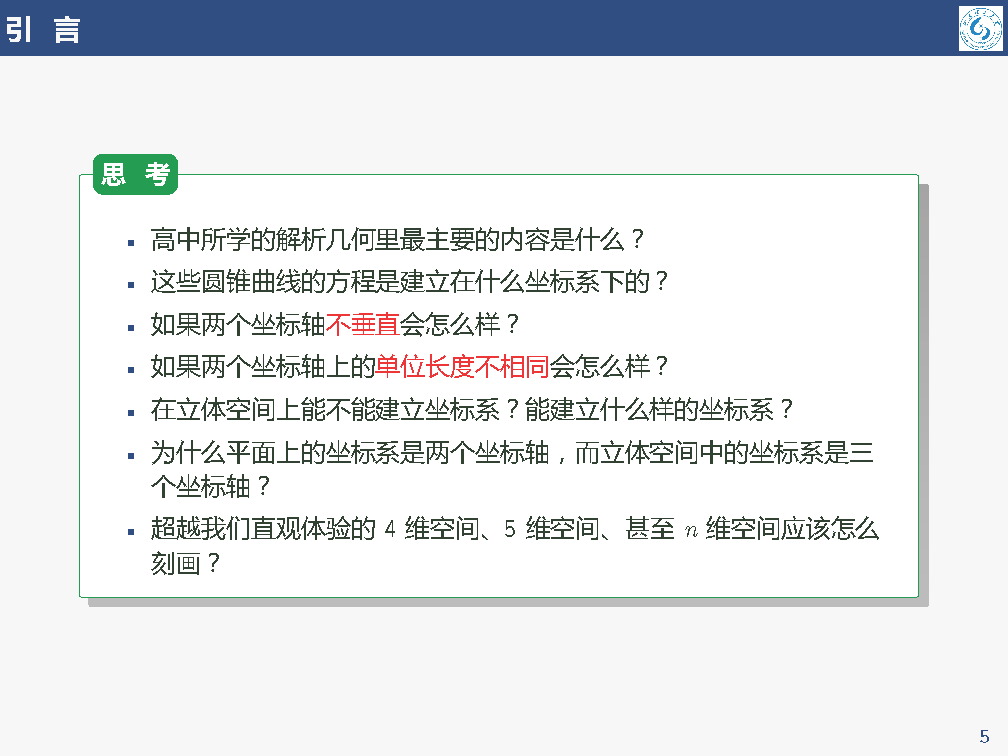 引 言
思 考
▪ 高中所学的解析几何里最主要的内容是什么？
▪ 这些圆锥曲线的方程是建立在什么坐标系下的？
▪ 如果两个坐标轴不垂直会怎么样？
▪ 如果两个坐标轴上的单位长度不相同会怎么样？
▪ 在立体空间上能不能建立坐标系？能建立什么样的坐标系？
▪ 为什么平面上的坐标系是两个坐标轴，而立体空间中的坐标系是三
个坐标轴？
▪ 超越我们直观体验的 4 维空间、5 维空间、甚至 n 维空间应该怎么
刻画？
5